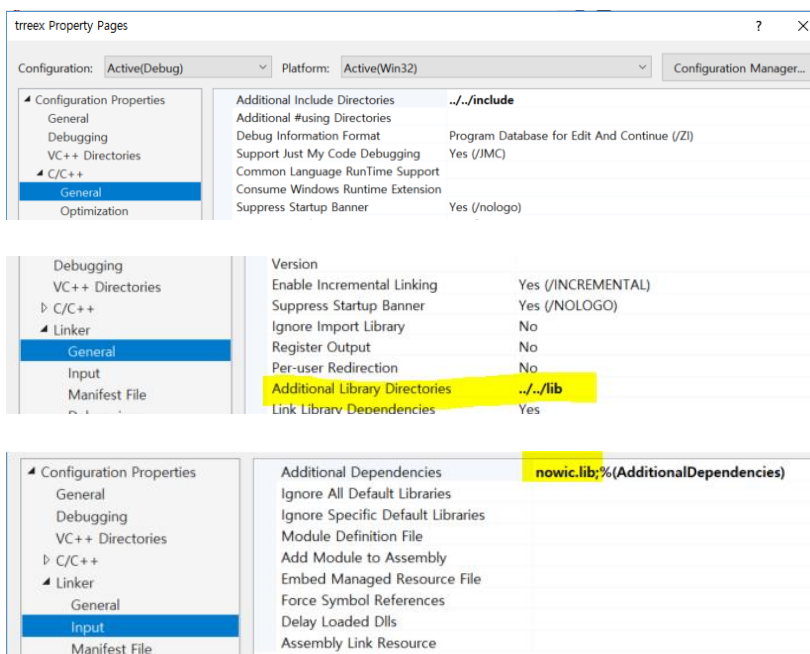 trreex Property Pages ? ✕
Configuration: Active(Debug) Platform: Active(Win32) Configuration Manager...
Configuration Properties
General
Debugging
VC++ Directories
C/C++
General
Optimization
Additional Include Directories ../../include
Additional #using Directories
Debug Information Format Program Database for Edit And Continue (/ZI)
Support Just My Code Debugging Yes (/JMC)
Common Language RunTime Support
Consume Windows Runtime Extension
Suppress Startup Banner Yes (/nologo)
Debugging
VC++ Directories
C/C++
Linker
General
Input
Manifest File
Version
Enable Incremental Linking Yes (/INCREMENTAL)
Suppress Startup Banner Yes (/NOLOGO)
Ignore Import Library No
Register Output No
Per-user Redirection No
Additional Library Directories ../../lib
Link Library Dependencies Yes
Configuration Properties
General
Debugging
VC++ Directories
C/C++
Linker
General
Input
Manifest File
Additional Dependencies nowic.lib;%(AdditionalDependencies)
Ignore All Default Libraries
Ignore Specific Default Libraries
Module Definition File
Add Module to Assembly
Embed Managed Resource File
Force Symbol References
Delay Loaded Dlls
Assembly Link Resource